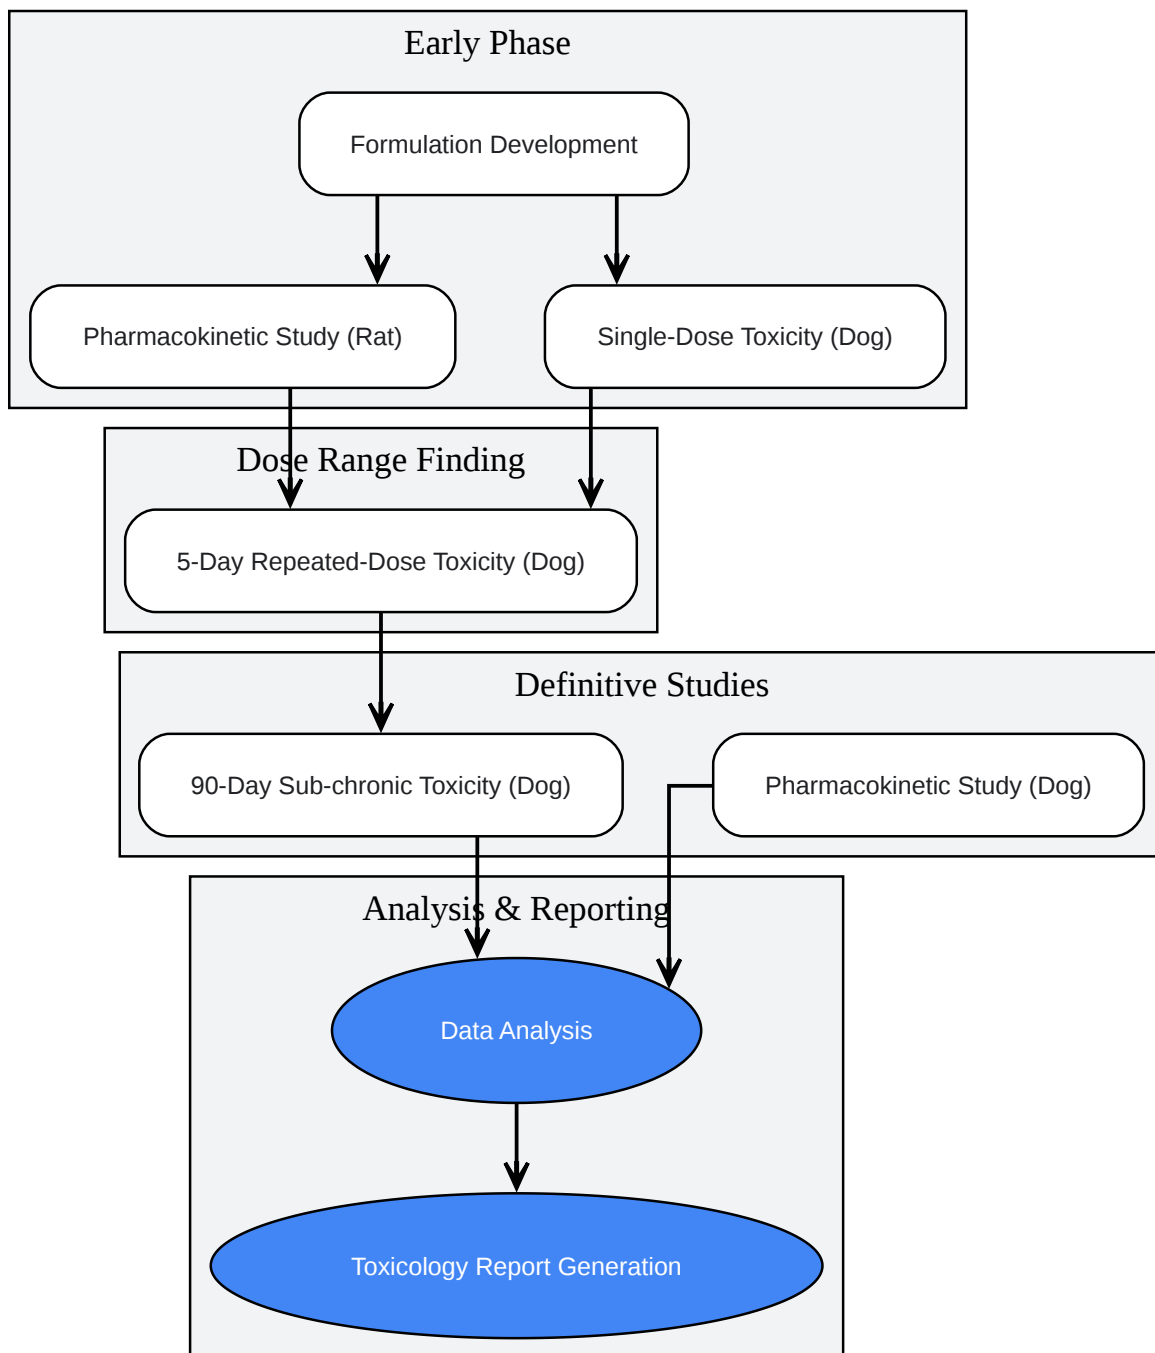 Early Phase
Formulation Development
Pharmacokinetic Study (Rat)
Single-Dose Toxicity (Dog)
Dose Range Finding
5-Day Repeated-Dose Toxicity (Dog)
Definitive Studies
90-Day Sub-chronic Toxicity (Dog)
Pharmacokinetic Study (Dog)
Analysis & Reporting
Data Analysis
Toxicology Report Generation